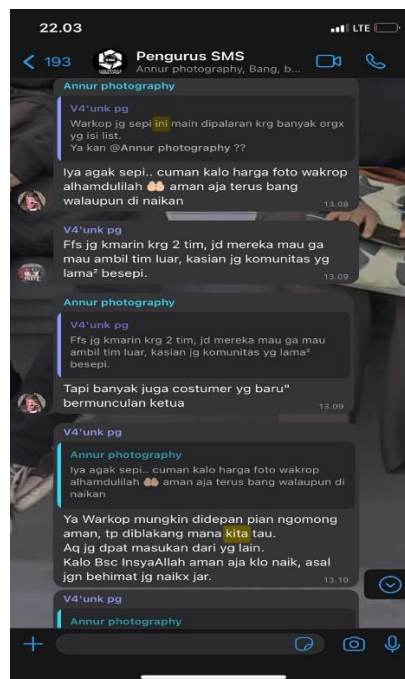 22.03
LTE
193
Pengurus SMS
Annur photography, Bang, b...
Annur photography
V4'unk pg
Warkop jg sepi ini main dipalaran krg banyak orgx
yg isi list.
Ya kan @Annur photography ??
Iya agak sepi.. cuman kalo harga foto wakrop
alhamdulilah 🤲🏻 aman aja terus bang
walaupun di naikan
13.08
V4'unk pg
Ffs jg kmarin krg 2 tim, jd mereka mau ga
mau ambil tim luar, kasian jg komunitas yg
lama² besepi.
13.09
Annur photography
V4'unk pg
Ffs jg kmarin krg 2 tim, jd mereka mau ga mau
ambil tim luar, kasian jg komunitas yg lama²
besepi.
Tapi banyak juga costumer yg baru"
bermunculan ketua
13.09
V4'unk pg
Annur photography
Iya agak sepi.. cuman kalo harga foto wakrop
alhamdulilah 🤲🏻 aman aja terus bang walaupun di
naikan
Ya Warkop mungkin didepan pian ngomong
aman, tp diblakang mana kita tau.
Aq jg dpat masukan dari yg lain.
Kalo Bsc InsyaAllah aman aja klo naik, asal
jgn behimat jg naikx jar.
13.10
V4'unk pg
Annur photography